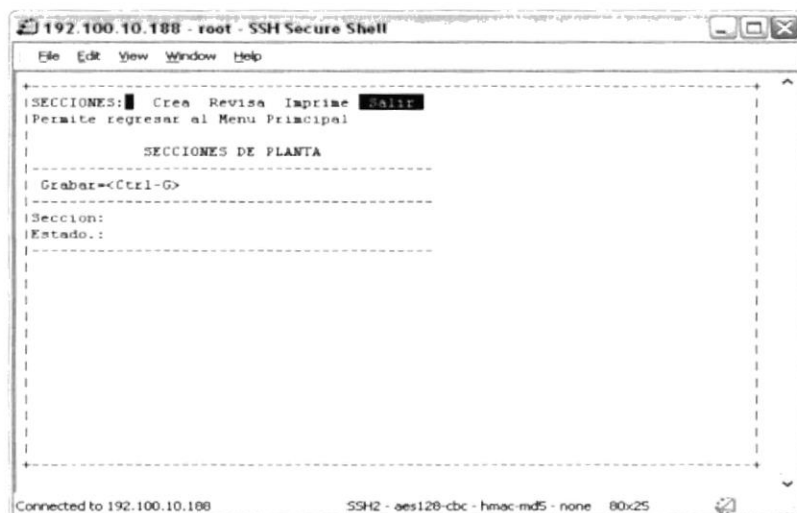 192.100.10.188 - root - SSH Secure Shell
File Edit View Window Help
SECCIONES: Crea Revisa Imprime Salir
Permite regresar al Menu Principal
SECCIONES DE PLANTA
Grabar=<Ctrl-G>
Seccion:
Estado.:
Connected to 192.100.10.188 SSH2 - aes128-cbc - hmac-md5 - none 80x25